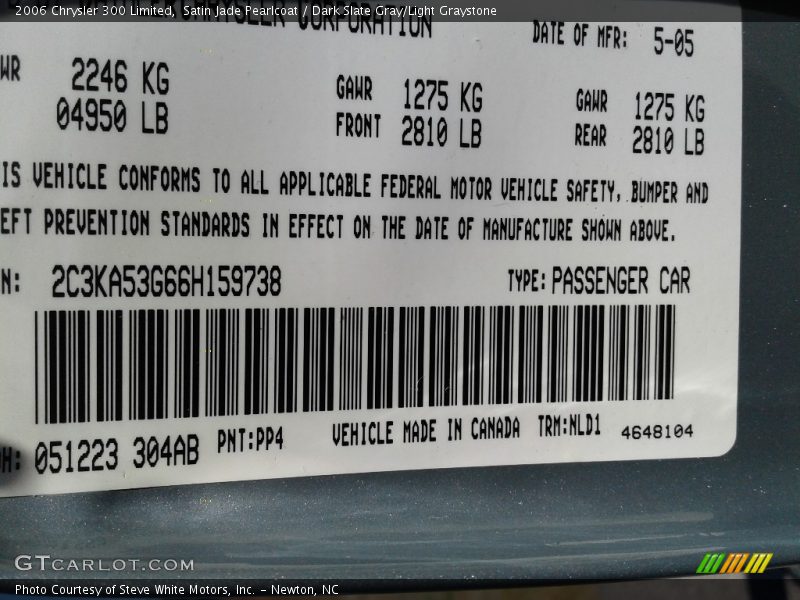 2006 Chrysler 300 Limited, Satin Jade Pearlcoat / Dark Slate Gray/Light Graystone
CORPORATION
DATE OF MFR: 5-05
WR 2246 KG GAWR 1275 KG GAWR 1275 KG
04950 LB FRONT 2810 LB REAR 2810 LB
IS VEHICLE CONFORMS TO ALL APPLICABLE FEDERAL MOTOR VEHICLE SAFETY, BUMPER AND
EFT PREVENTION STANDARDS IN EFFECT ON THE DATE OF MANUFACTURE SHOWN ABOVE.
N: 2C3KA53G66H159738 TYPE: PASSENGER CAR
H: 051223 304AB PNT:PP4 VEHICLE MADE IN CANADA TRM:NLD1 4648104
GTCARLOT.COM
Photo Courtesy of Steve White Motors, Inc. – Newton, NC